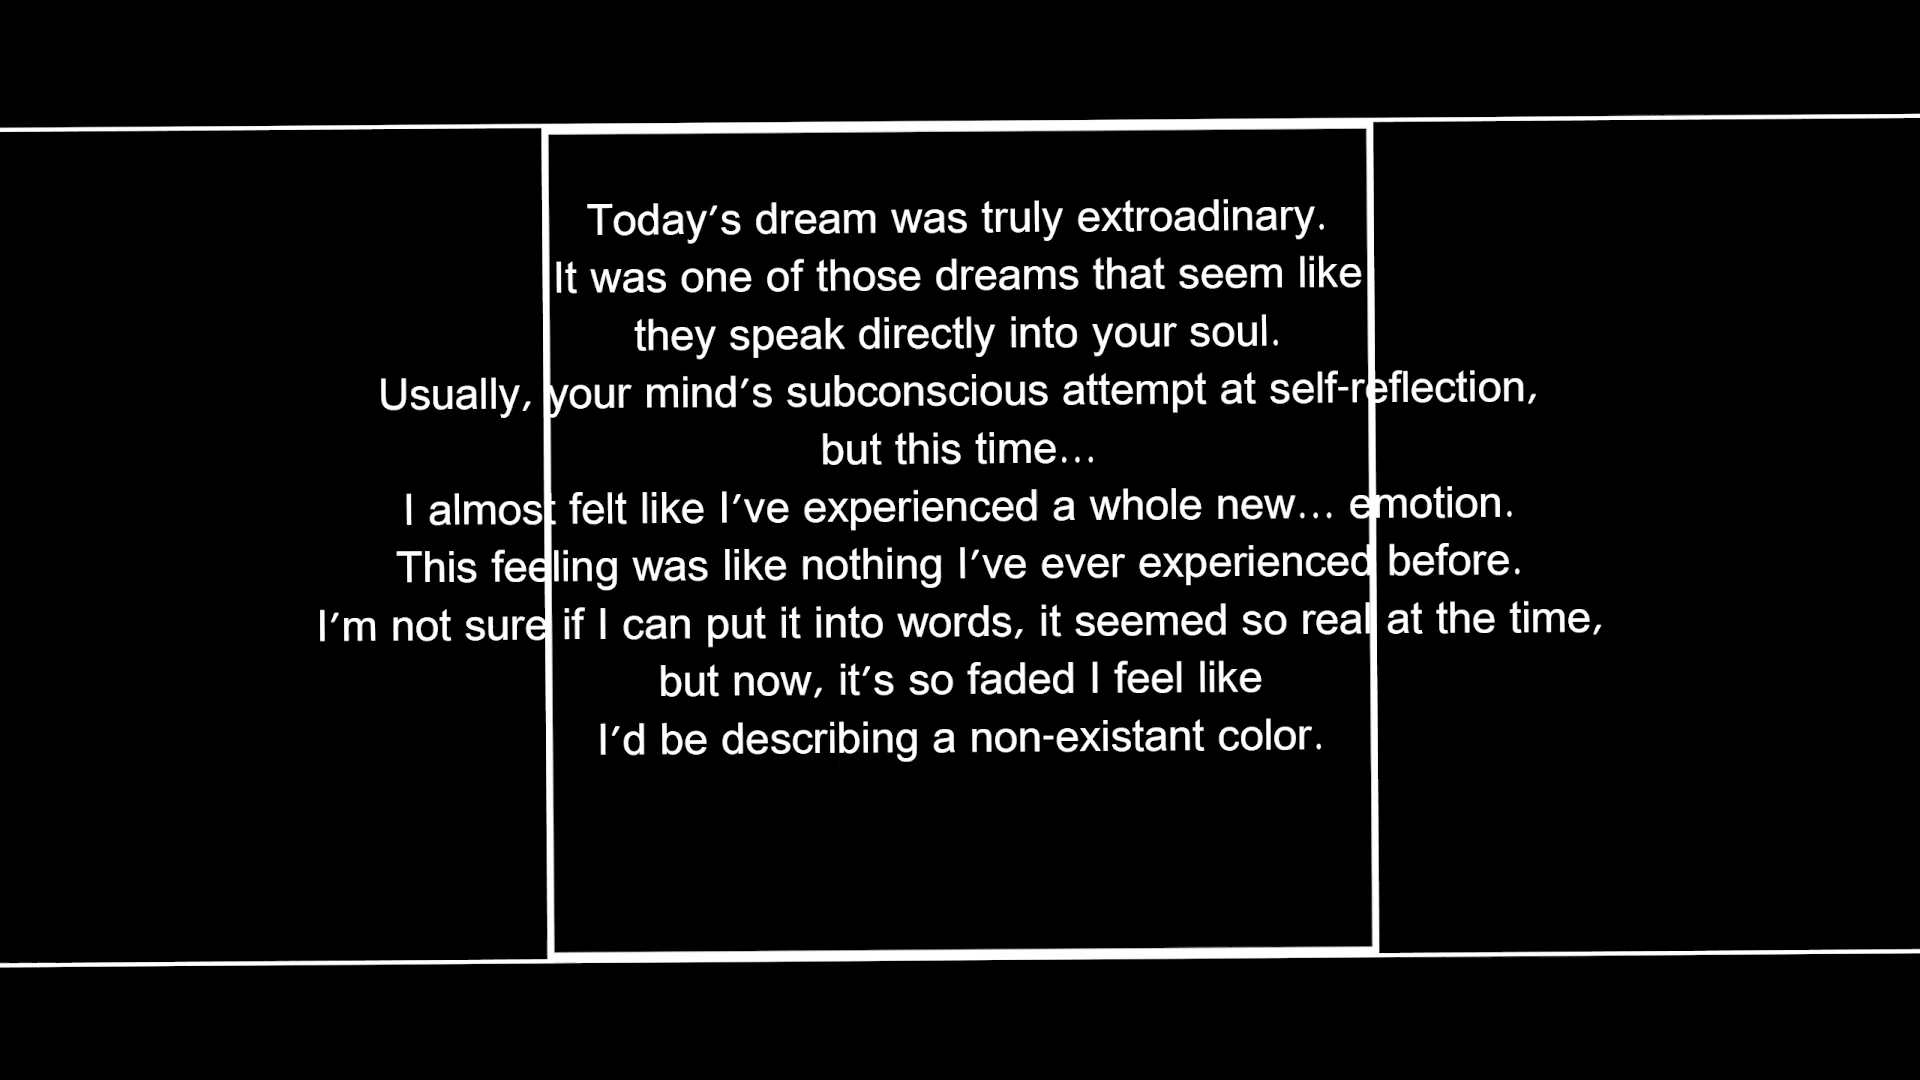 Today's dream was truly extroadinary.
It was one of those dreams that seem like
they speak directly into your soul.
Usually, your mind's subconscious attempt at self-reflection,
but this time...
I almost felt like I've experienced a whole new... emotion.
This feeling was like nothing I've ever experienced before.
I'm not sure if I can put it into words, it seemed so real at the time,
but now, it's so faded I feel like
I'd be describing a non-existant color.